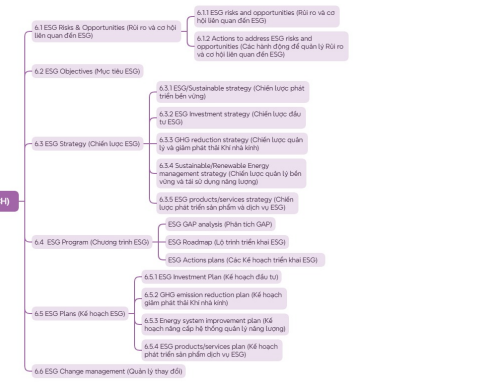 6.1.1 ESG risks and opportunities (Rủi ro và cơ
hội liên quan đến ESG)
6.1 ESG Risks & Opportunities (Rủi ro và cơ hội
liên quan đến ESG)
6.1.2 Actions to address ESG risks and
opportunities (Các hành động để quản lý Rủi ro
và cơ hội liên quan đến ESG)
6.2 ESG Objectives (Mục tiêu ESG)
6.3.1 ESG/Sustainable strategy (Chiến lược phát
triển bền vững)
6.3.2 ESG Investment strategy (Chiến lược đầu
tư ESG)
6.3 ESG Strategy (Chiến lược ESG)
6.3.3 GHG reduction strategy (Chiến lược quản
lý và giảm phát thải Khí nhà kính)
6.3.4 Sustainable/Renewable Energy
management strategy (Chiến lược quản lý bền
vững và tái sử dụng năng lượng)
6.3.5 ESG products/services strategy (Chiến
lược phát triển sản phẩm và dịch vụ ESG)
CH)
ESG GAP analysis (Phân tích GAP)
6.4 ESG Program (Chương trình ESG)
ESG Roadmap (Lộ trình triển khai ESG)
ESG Actions plans (Các Kế hoạch triển khai ESG)
6.5.1 ESG Investment Plan (Kế hoạch đầu tư)
6.5.2 GHG emission reduction plan (Kế hoạch
giảm phát thải Khí nhà kính)
6.5 ESG Plans (Kế hoạch ESG)
6.5.3 Energy system improvement plan (Kế
hoạch nâng cấp hệ thống quản lý năng lượng)
6.5.4 ESG products/services plan (Kế hoạch
phát triển sản phẩm dịch vụ ESG)
6.6 ESG Change management (Quản lý thay đổi)